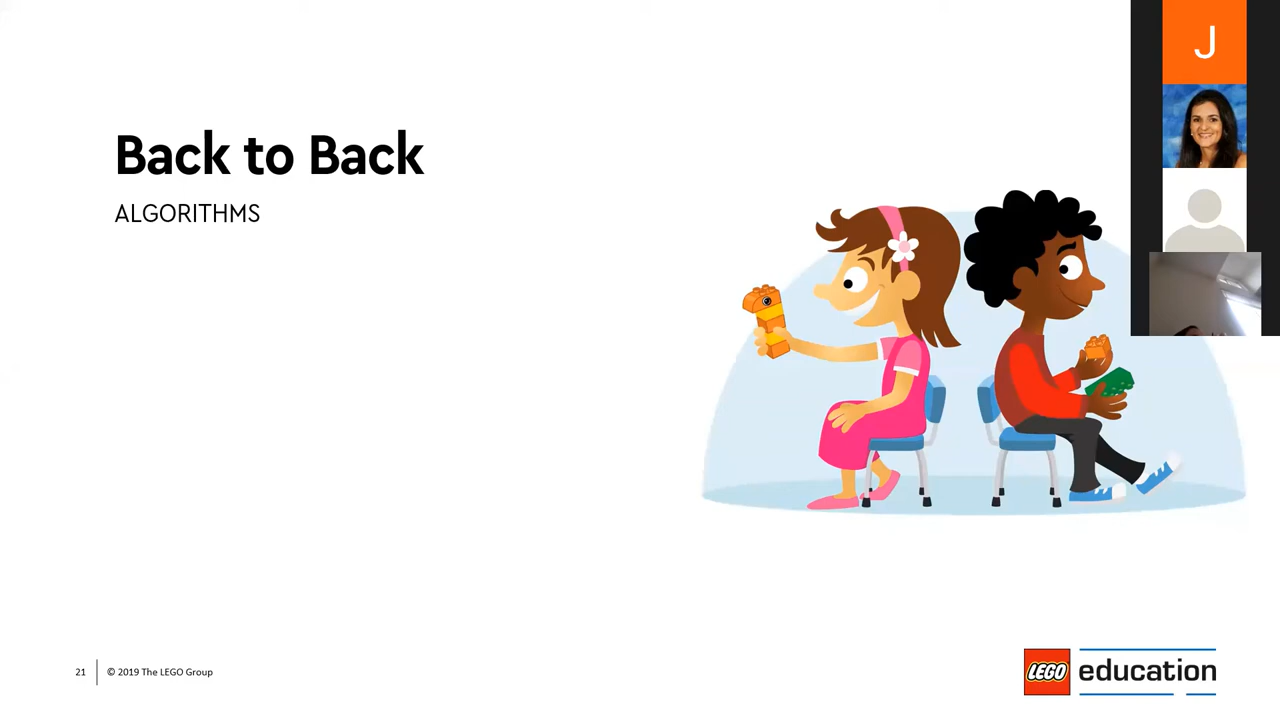 J
Back to Back
ALGORITHMS
21
© 2019 The LEGO Group
LEGO education